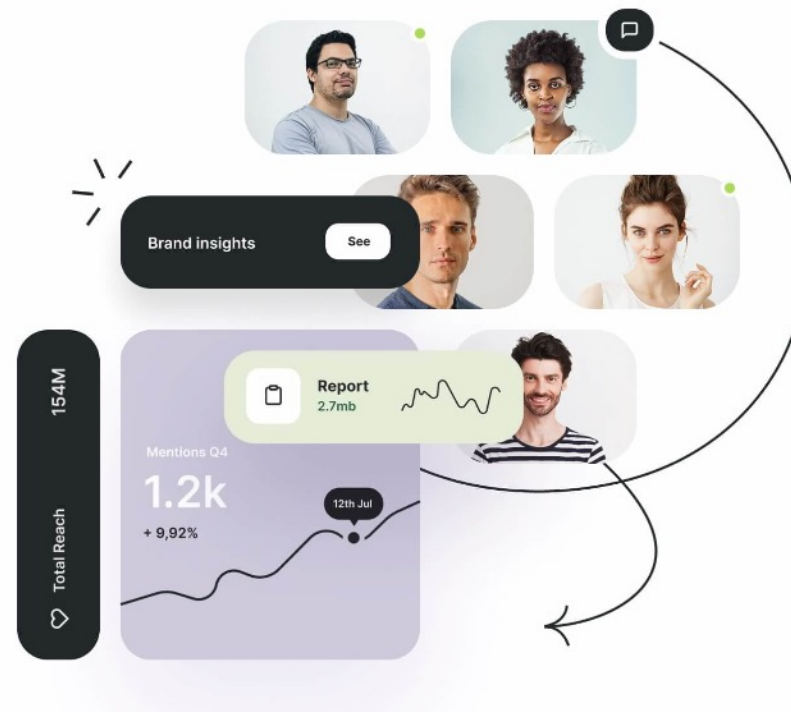 Brand insights
See
154M
Total Reach
Report
2.7mb
Mentions Q4
1.2k
+ 9,92%
12th Jul